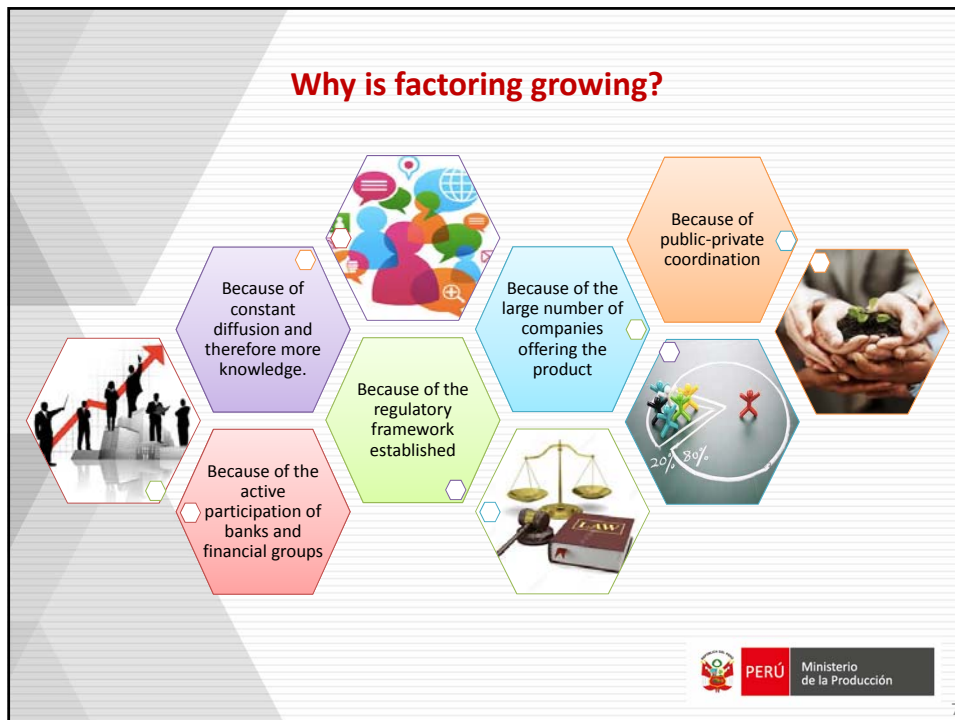 Why is factoring growing?
Because of
public-private
coordination
Because of
constant
diffusion and
therefore more
knowledge.
Because of the
large number of
companies
offering the
product
Because of the
regulatory
framework
established
Because of the
active
participation of
banks and
financial groups
20% 80%
LAW
PERÚ
Ministerio
de la Producción
7